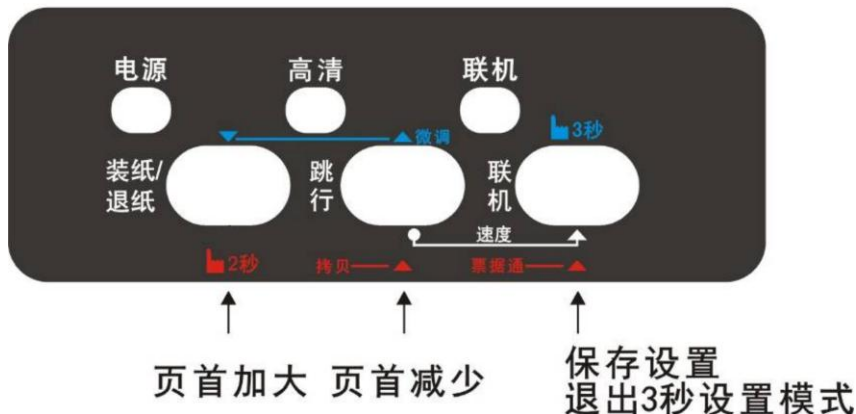 电源 高清 联机
微调 3秒
装纸/ 跳 联
退纸 行 机
速度
2秒 拷贝 票据通
页首加大 页首减少 保存设置
退出3秒设置模式